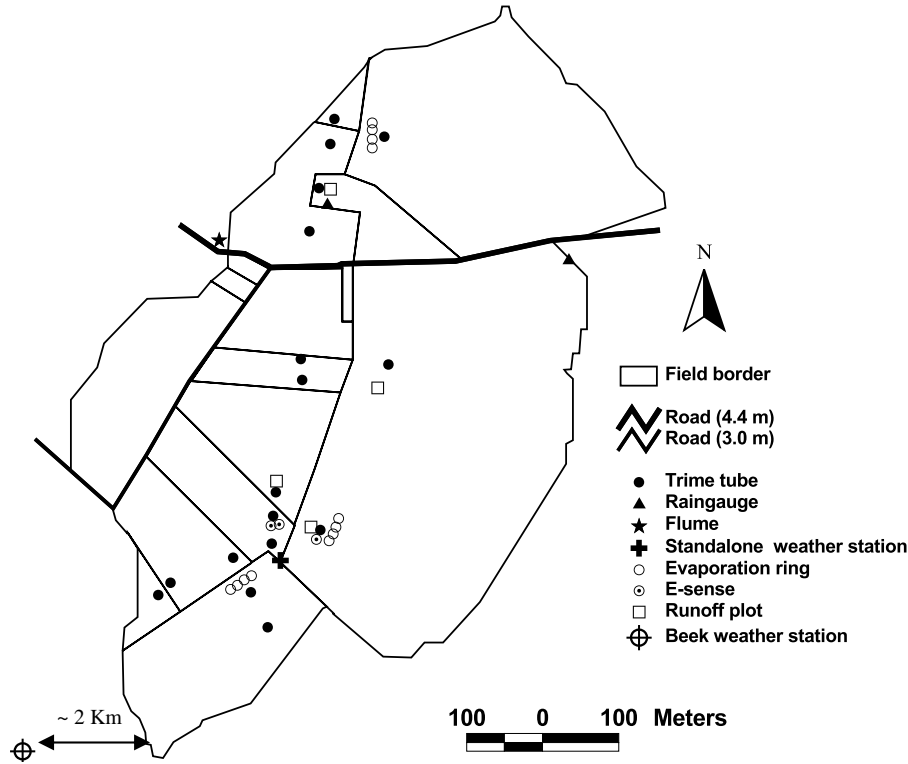 N
Field border
Road (4.4 m)
Road (3.0 m)
Trime tube
Raingauge
Flume
Standalone weather station
Evaporation ring
E-sense
Runoff plot
Beek weather station
~ 2 Km
100 0 100 Meters